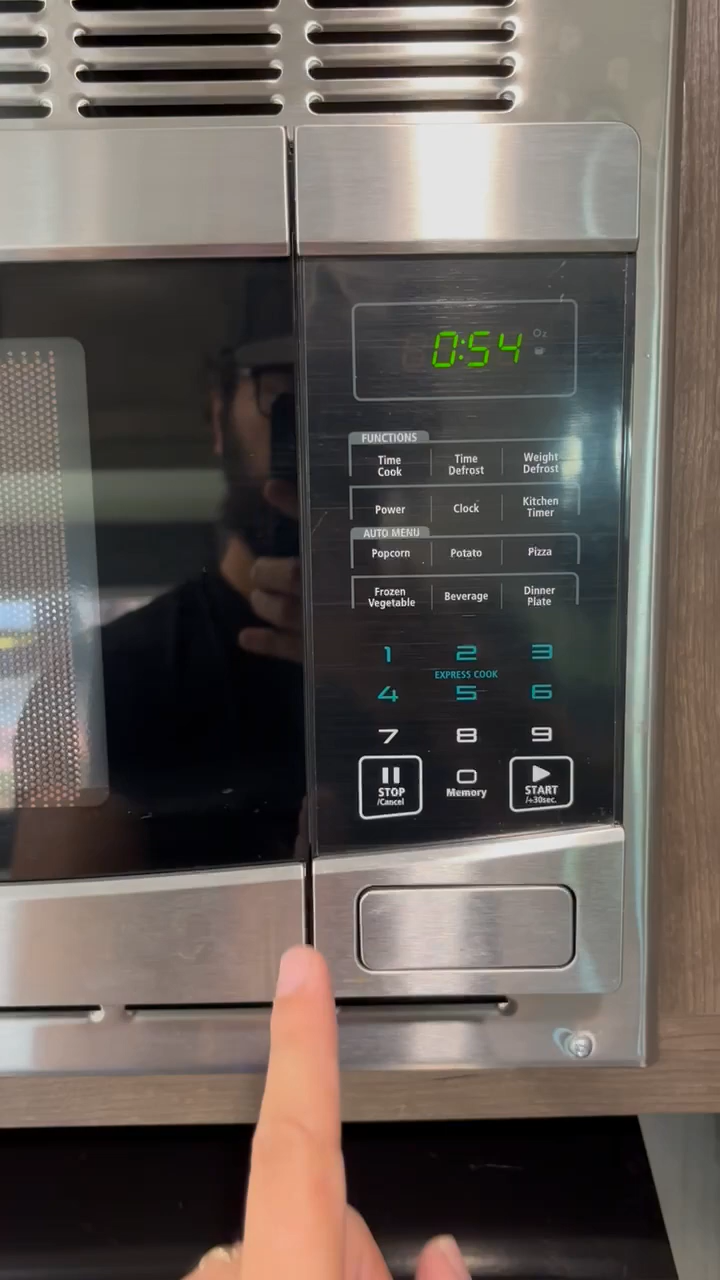 0:54
Oz
FUNCTIONS
Time Cook
Time Defrost
Weight Defrost
Power
Clock
Kitchen Timer
AUTO MENU
Popcorn
Potato
Pizza
Frozen Vegetable
Beverage
Dinner Plate
1 2 3
EXPRESS COOK
4 5 6
7 8 9
0
STOP
/Cancel
Memory
START
/+30sec.